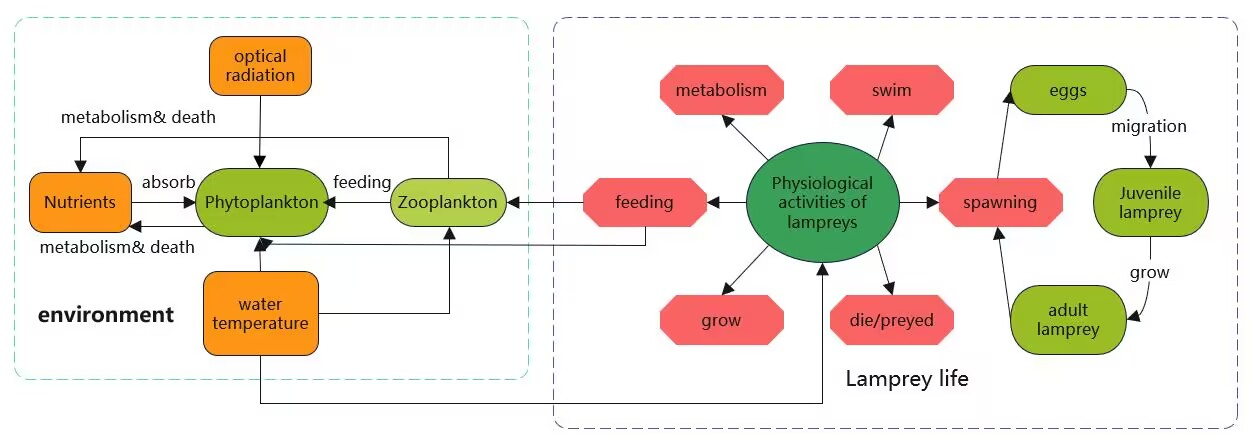 optical
radiation
metabolism& death
Nutrients
absorb
Phytoplankton
feeding
Zooplankton
metabolism& death
water
temperature
environment
metabolism
swim
feeding
Physiological
activities of
lampreys
spawning
grow
die/preyed
eggs
migration
Juvenile
lamprey
grow
adult
lamprey
Lamprey life